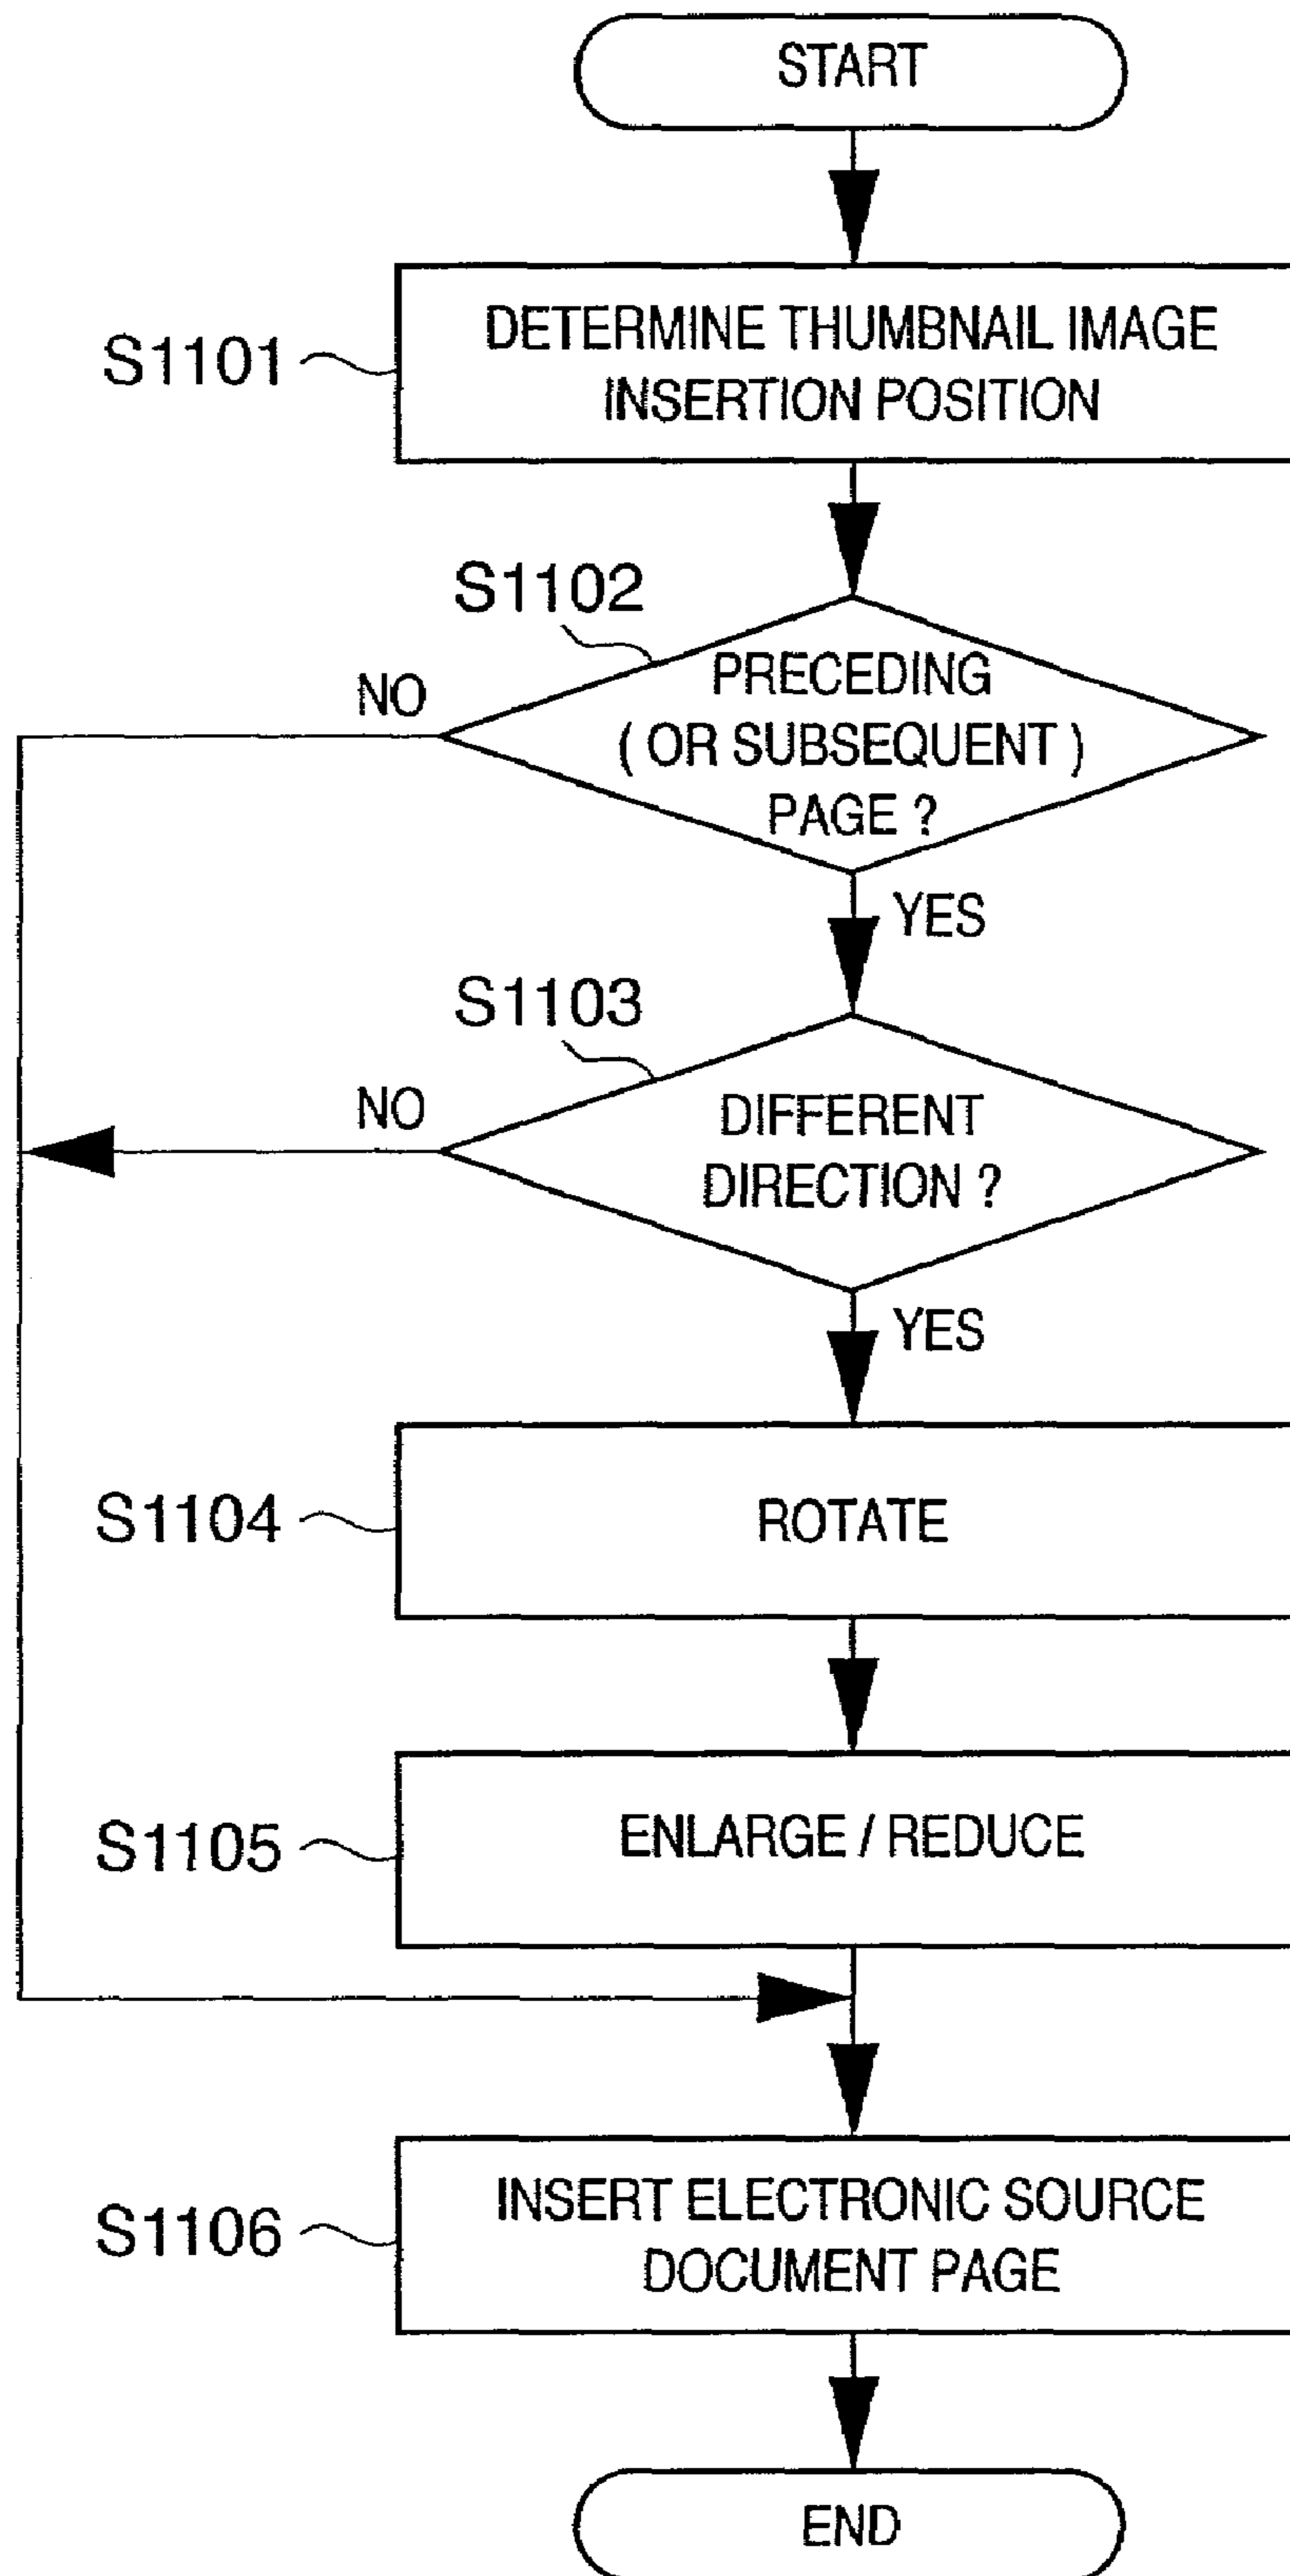 START
S1101
DETERMINE THUMBNAIL IMAGE
INSERTION POSITION
S1102
NO
PRECEDING
( OR SUBSEQUENT )
PAGE ?
YES
S1103
NO
DIFFERENT
DIRECTION ?
YES
S1104
ROTATE
S1105
ENLARGE / REDUCE
S1106
INSERT ELECTRONIC SOURCE
DOCUMENT PAGE
END